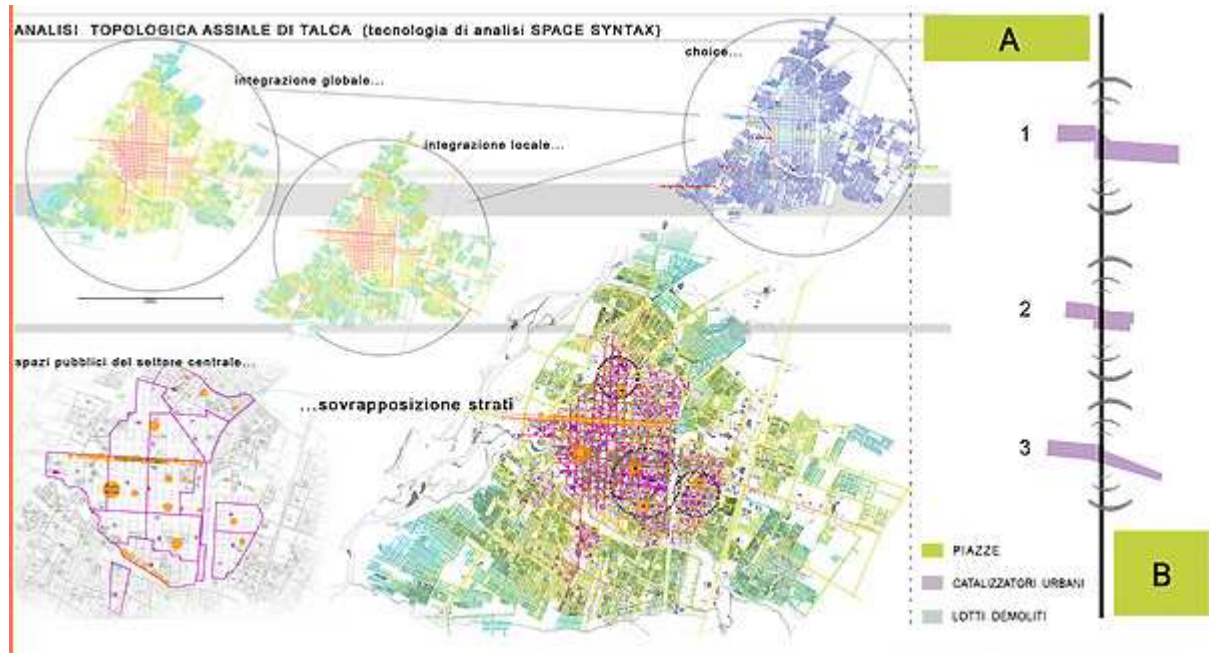 ANALISI TOPOLOGICA ASSIALE DI TALCA (tecnologia di analisi SPACE SYNTAX)
integrazione globale...
choice...
integrazione locale...
spazi pubblici del settore centrale...
...sovrapposizione strati
A
1
2
3
PIAZZE
CATALIZZATORI URBANI
LOTTI DEMOLITI
B